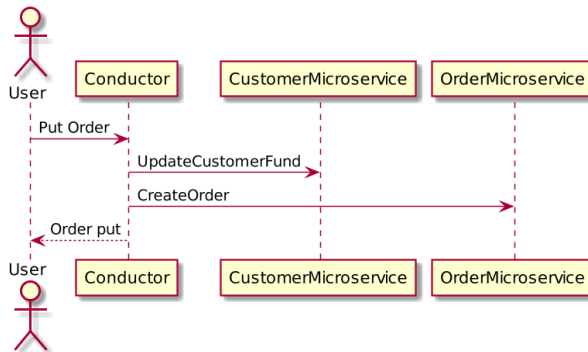 User
Conductor
CustomerMicroservice
OrderMicroservice
Put Order
UpdateCustomerFund
CreateOrder
Order put
User
Conductor
CustomerMicroservice
OrderMicroservice